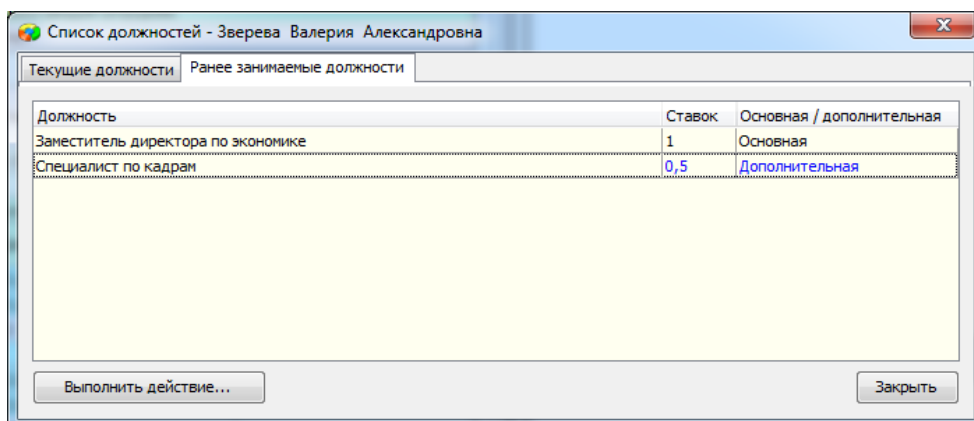 Список должностей - Зверева Валерия Александровна
Текущие должности Ранее занимаемые должности
Должность Ставок Основная / дополнительная
Заместитель директора по экономике 1 Основная
Специалист по кадрам 0,5 Дополнительная
Выполнить действие... Закрыть